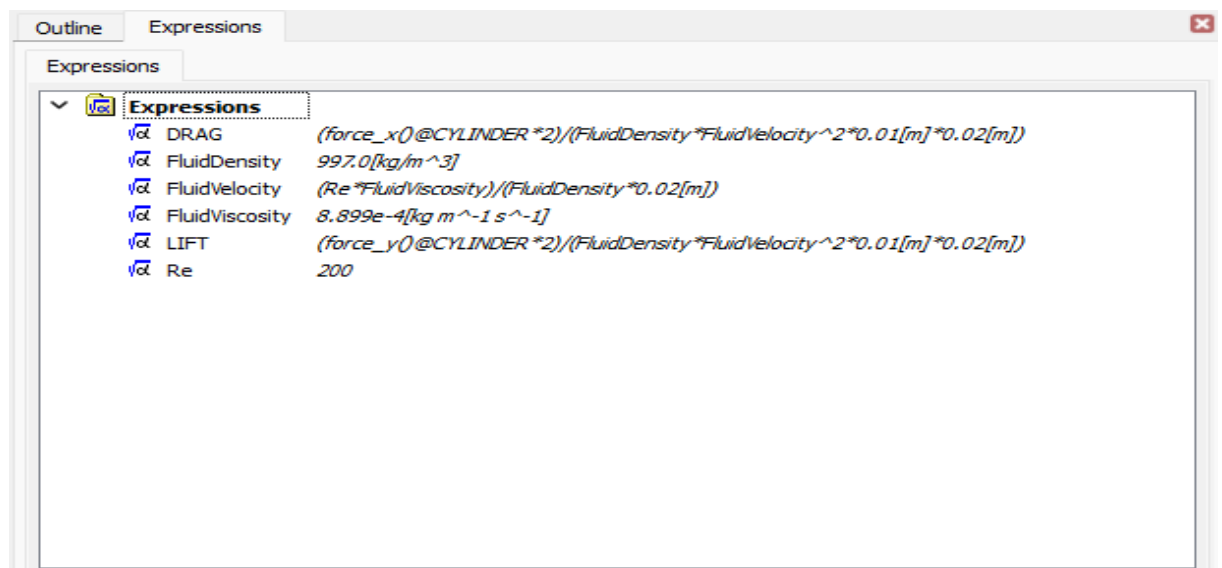 Outline Expressions
Expressions
Expressions
DRAG (force_x()@CYLINDER*2)/(FluidDensity*FluidVelocity^2*0.01[m]*0.02[m])
FluidDensity 997.0[kg/m^3]
FluidVelocity (Re*FluidViscosity)/(FluidDensity*0.02[m])
FluidViscosity 8.899e-4[kg m^-1 s^-1]
LIFT (force_y()@CYLINDER*2)/(FluidDensity*FluidVelocity^2*0.01[m]*0.02[m])
Re 200